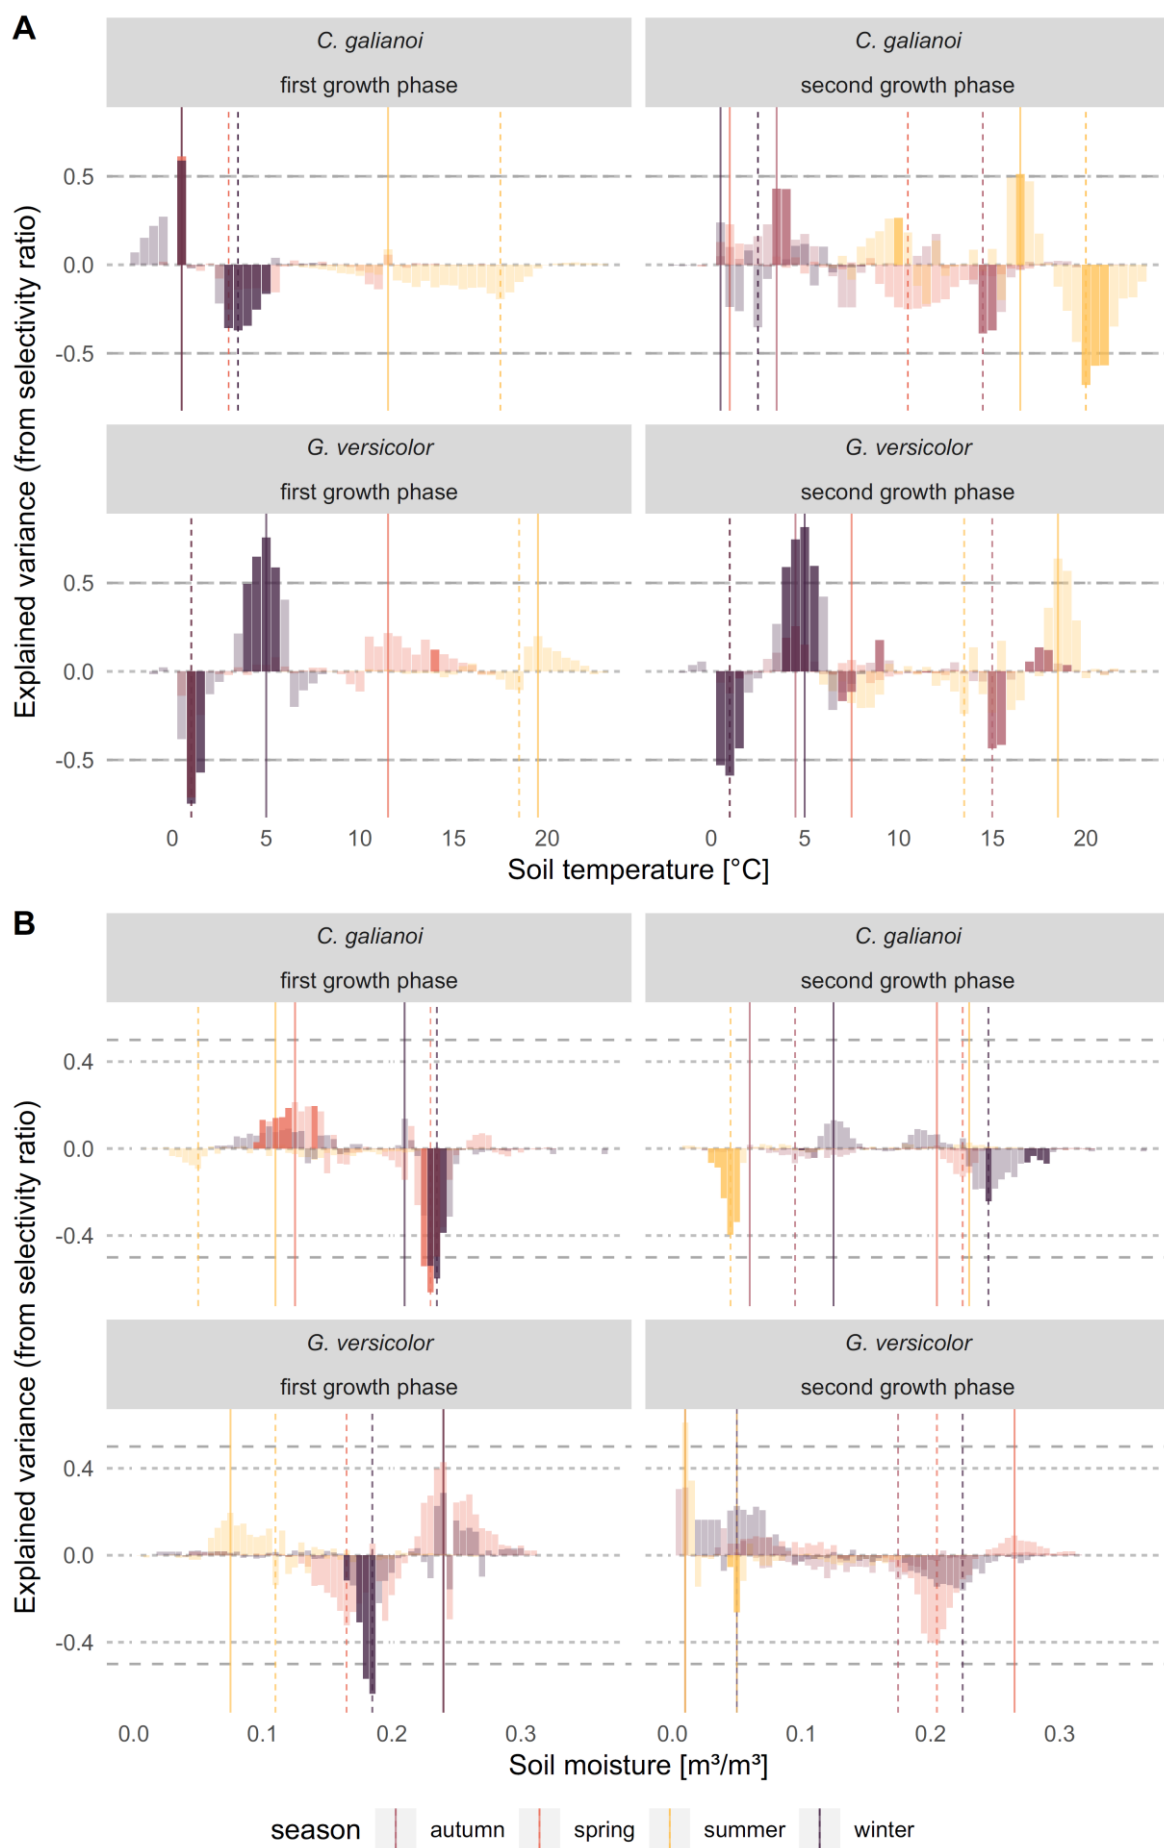 A
C. galianoi
C. galianoi
first growth phase
second growth phase
0.5
0.0
-0.5
G. versicolor
G. versicolor
first growth phase
second growth phase
0.5
0.0
-0.5
Explained variance (from selectivity ratio)
0 5 10 15 20
0 5 10 15 20
Soil temperature [°C]
B
C. galianoi
C. galianoi
first growth phase
second growth phase
0.4
0.0
-0.4
G. versicolor
G. versicolor
first growth phase
second growth phase
0.4
0.0
-0.4
Explained variance (from selectivity ratio)
0.0 0.1 0.2 0.3
0.0 0.1 0.2 0.3
Soil moisture [m³/m³]
season autumn spring summer winter